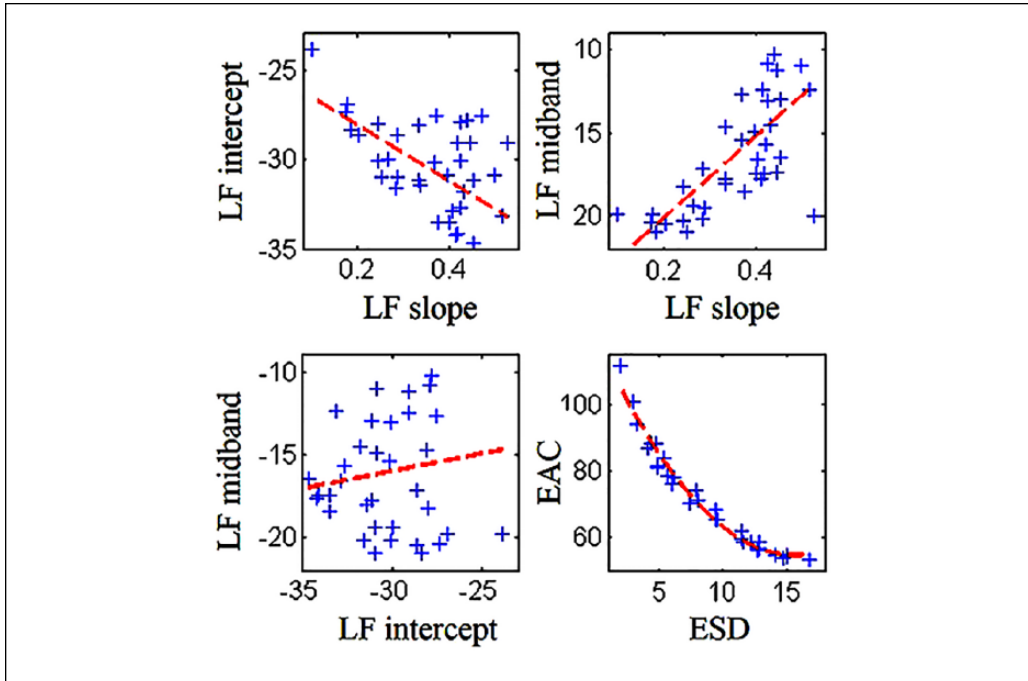 LF intercept
-25
-30
-35
0.2 0.4
LF slope
LF midband
10
15
20
0.2 0.4
LF slope
LF midband
-10
-15
-20
-35 -30 -25
LF intercept
EAC
100
80
60
5 10 15
ESD